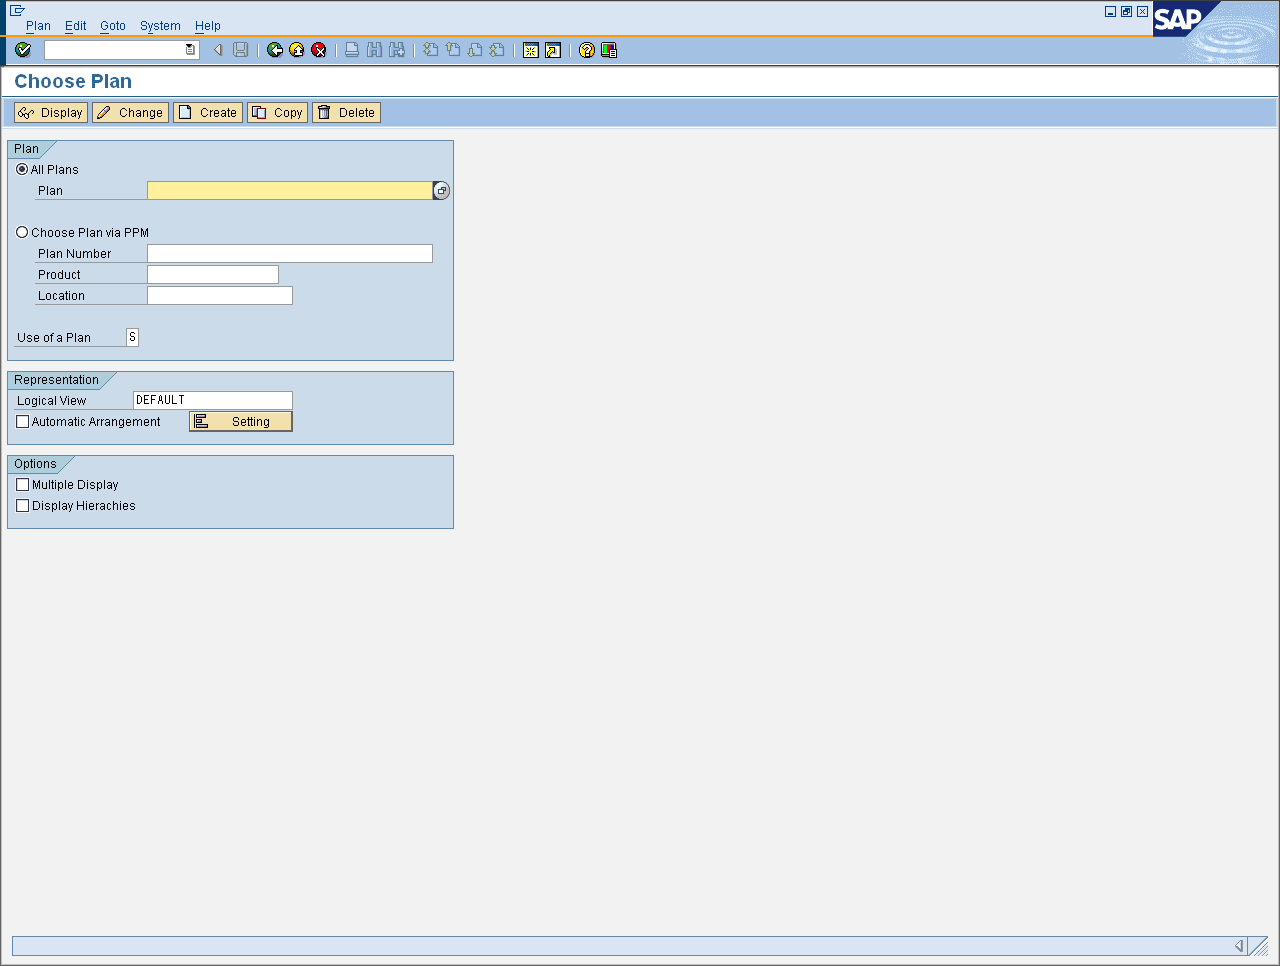 Plan Edit Goto System Help
SAP
Choose Plan
Display Change Create Copy Delete
Plan
All Plans
Plan
Choose Plan via PPM
Plan Number
Product
Location
Use of a Plan S
Representation
Logical View DEFAULT
Automatic Arrangement Setting
Options
Multiple Display
Display Hierachies